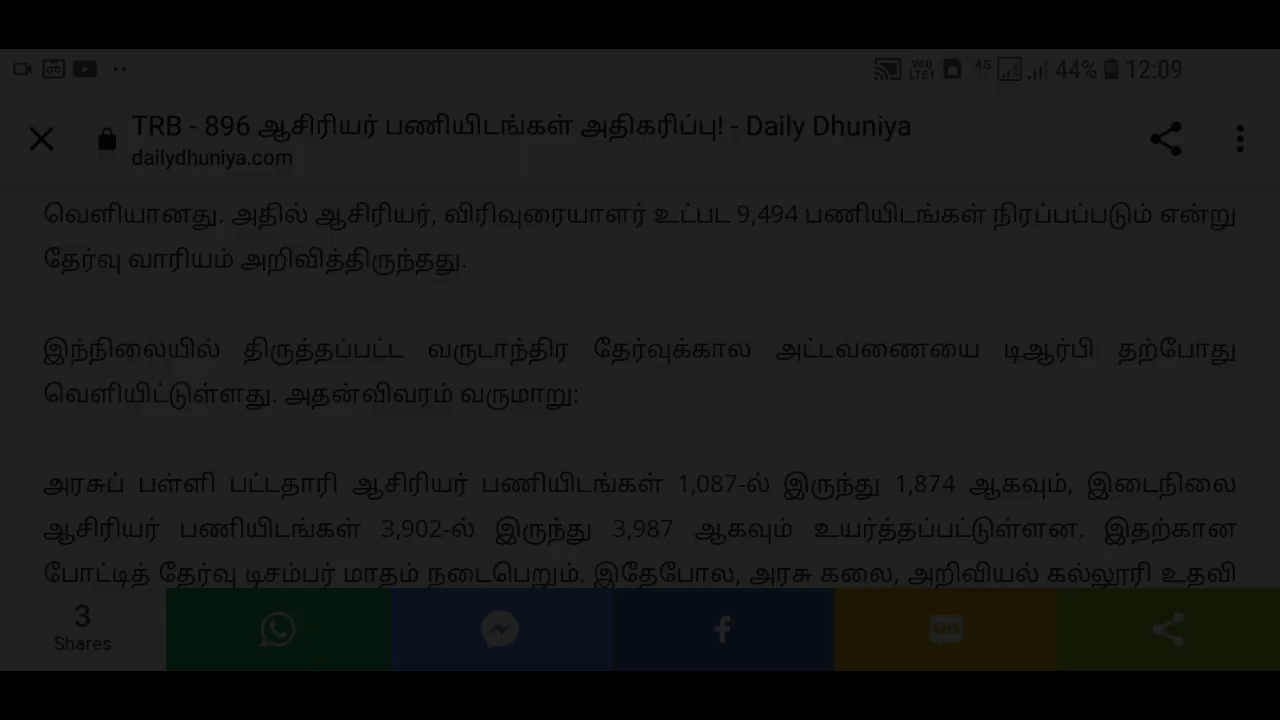 Vo) 4G 44% 12:09
LTE1
TRB - 896 ஆசிரியர் பணியிடங்கள் அதிகரிப்பு! - Daily Dhuniya
dailydhuniya.com
வெளியானது. அதில் ஆசிரியர், விரிவுரையாளர் உட்பட 9,494 பணியிடங்கள் நிரப்பப்படும் என்று
தேர்வு வாரியம் அறிவித்திருந்தது.
இந்நிலையில் திருத்தப்பட்ட வருடாந்திர தேர்வுக்கால அட்டவணையை டிஆர்பி தற்போது
வெளியிட்டுள்ளது. அதன்விவரம் வருமாறு:
அரசுப் பள்ளி பட்டதாரி ஆசிரியர் பணியிடங்கள் 1,087-ல் இருந்து 1,874 ஆகவும், இடைநிலை
ஆசிரியர் பணியிடங்கள் 3,902-ல் இருந்து 3,987 ஆகவும் உயர்த்தப்பட்டுள்ளன. இதற்கான
போட்டித் தேர்வு டிசம்பர் மாதம் நடைபெறும். இதேபோல, அரசு கலை, அறிவியல் கல்லூரி உதவி
3
Shares
SMS